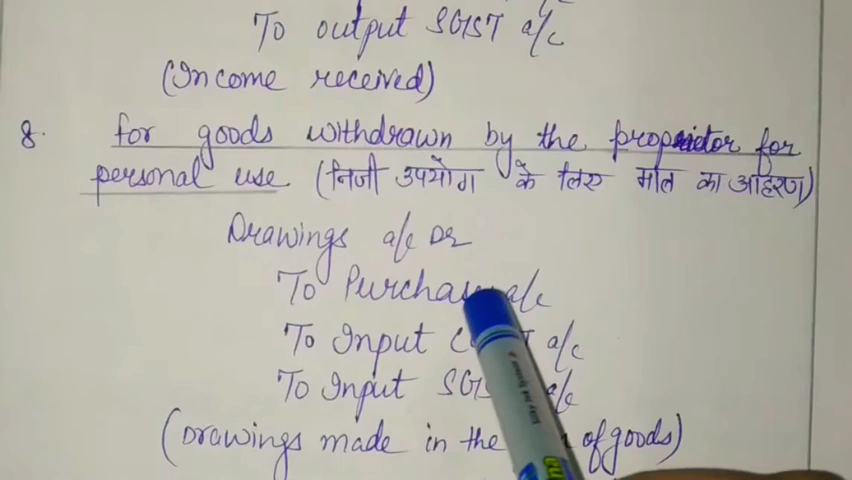 To output SGST a/c
(Income received)
8. for goods withdrawn by the proprietor for
personal use (निजी उपयोग के लिए माल का आहरण)
Drawings a/c Dr
To Purchase a/c
To Input a/c
To Input SGST a/c
(Drawings made in the of goods)